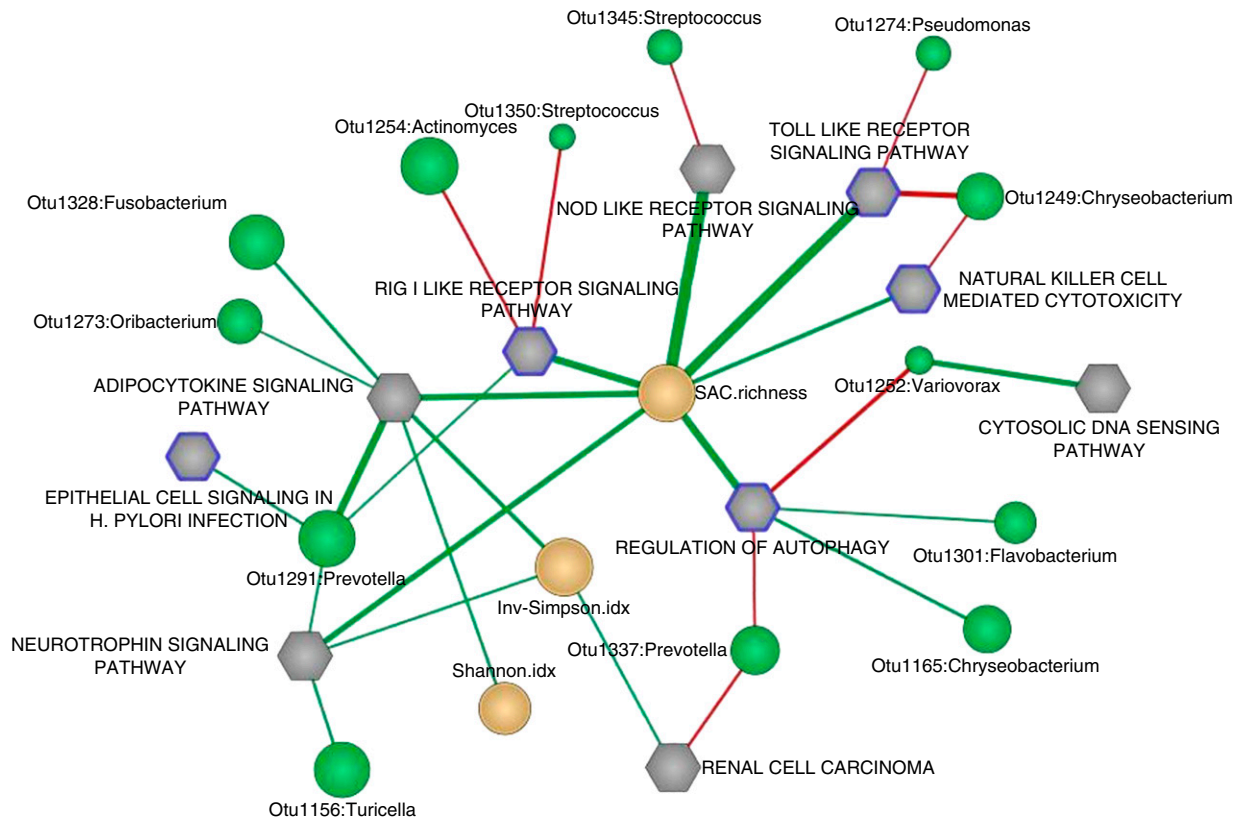 Otu1345:Streptococcus
Otu1274:Pseudomonas
Otu1350:Streptococcus
Otu1254:Actinomyces
TOLL LIKE RECEPTOR
SIGNALING PATHWAY
Otu1328:Fusobacterium
Otu1249:Chryseobacterium
NOD LIKE RECEPTOR SIGNALING
PATHWAY
RIG I LIKE RECEPTOR SIGNALING
PATHWAY
NATURAL KILLER CELL
MEDIATED CYTOTOXICITY
Otu1273:Oribacterium
ADIPOCYTOKINE SIGNALING
PATHWAY
SAC.richness
Otu1252:Variovorax
CYTOSOLIC DNA SENSING
PATHWAY
EPITHELIAL CELL SIGNALING IN
H. PYLORI INFECTION
REGULATION OF AUTOPHAGY
Otu1301:Flavobacterium
Otu1291:Prevotella
Inv-Simpson.idx
NEUROTROPHIN SIGNALING
PATHWAY
Otu1337:Prevotella
Otu1165:Chryseobacterium
Shannon.idx
RENAL CELL CARCINOMA
Otu1156:Turicella